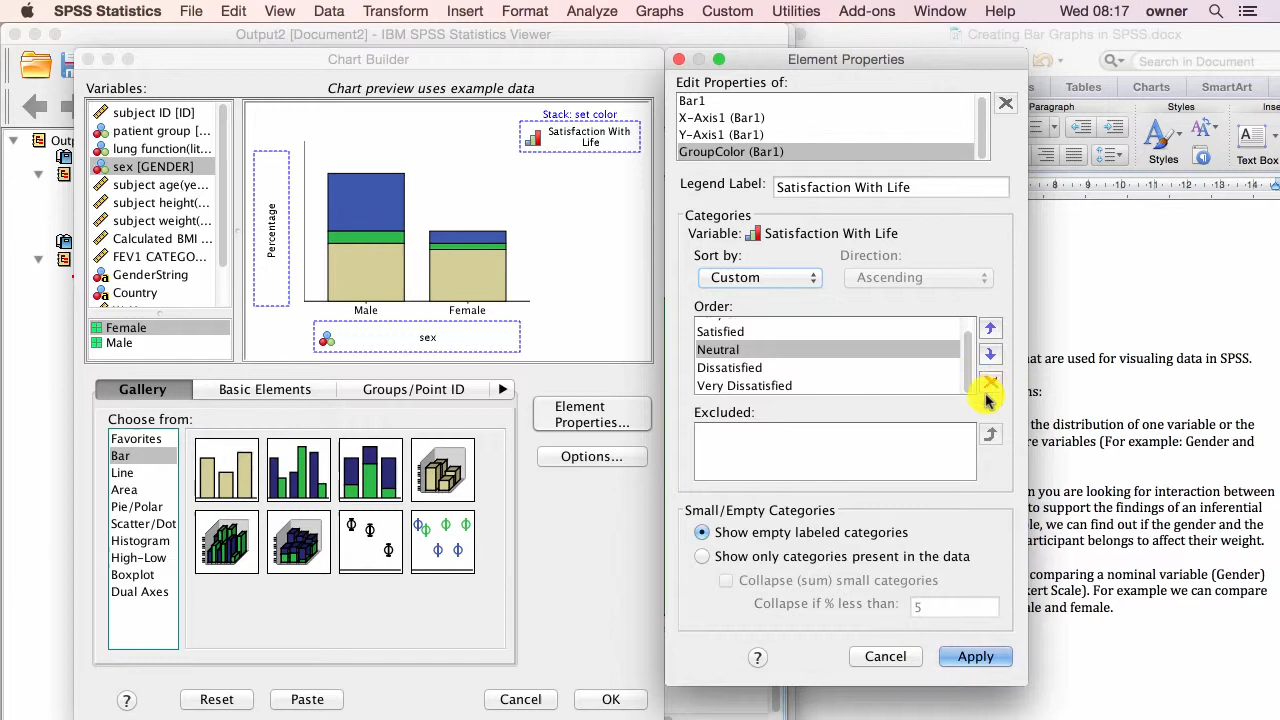 SPSS Statistics File Edit View Data Transform Insert Format Analyze Graphs Custom Utilities Add-ons Window Help Wed 08:17 owner
Output2 [Document2] - IBM SPSS Statistics Viewer
Creating Bar Graphs in SPSS.docx
Search in Document
Tables Charts SmartArt
Paragraph Styles
Styles
Text Box
11 12 13 14 15
Outp
Chart Builder
Variables:
Chart preview uses example data
subject ID [ID]
patient group [...
lung function(lit...
sex [GENDER]
subject age(ye...
subject height(...
subject weight(...
Calculated BMI ...
FEV1 CATEGO...
GenderString
Country
Female
Male
Stack: set color
Satisfaction With
Life
Percentage
Male Female
sex
Gallery Basic Elements Groups/Point ID
Choose from:
Favorites
Bar
Line
Area
Pie/Polar
Scatter/Dot
Histogram
High-Low
Boxplot
Dual Axes
Element
Properties...
Options...
? Reset Paste Cancel OK
Element Properties
Edit Properties of:
Bar1
X-Axis1 (Bar1)
Y-Axis1 (Bar1)
GroupColor (Bar1)
Legend Label: Satisfaction With Life
Categories
Variable: Satisfaction With Life
Sort by: Direction:
Custom Ascending
Order:
Satisfied
Neutral
Dissatisfied
Very Dissatisfied
Excluded:
Small/Empty Categories
Show empty labeled categories
Show only categories present in the data
Collapse (sum) small categories
Collapse if % less than: 5
? Cancel Apply
at are used for visualing data in SPSS.
ns:
the distribution of one variable or the
re variables (For example: Gender and
n you are looking for interaction between
to support the findings of an inferential
le, we can find out if the gender and the
articipant belongs to affect their weight.
comparing a nominal variable (Gender)
kert Scale). For example we can compare
ale and female.